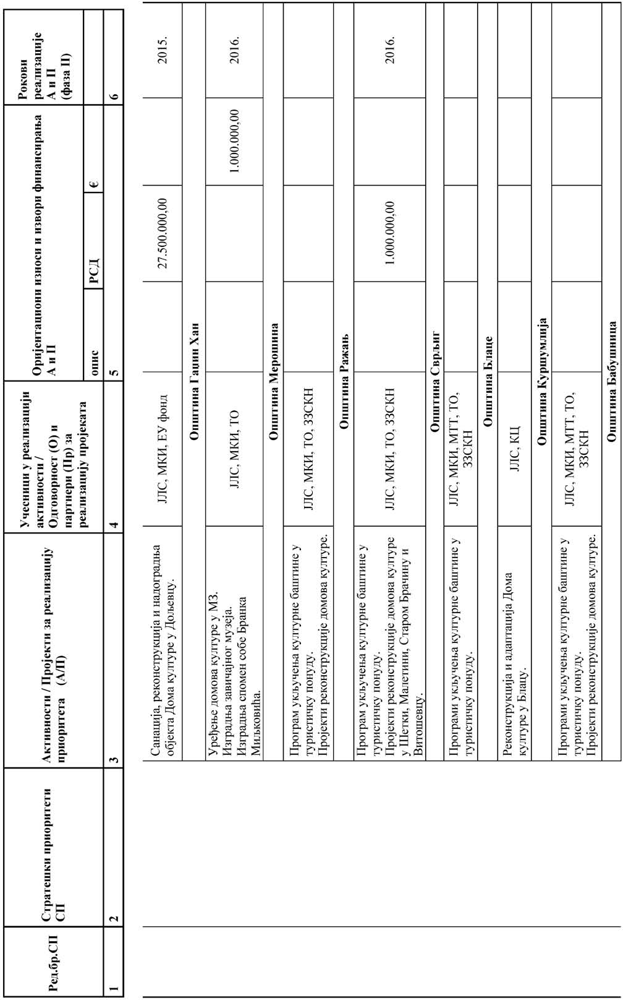 Ред.бр.СП
Стратешки приоритети
СП
Активности / Пројекти за реализацију
приоритета (А/П)
Учесници у реализацији
активности /
Одговорност (О) и
партнери (Пр) за
реализацију пројеката
Оријентациони износи и извори финансирања
А и П
опис
РСД
€
Рокови
реализације
А и П
(фаза II)
1
2
3
4
5
6
Санација, реконструкција и надоградња
објекта Дома културе у Дољевцу.
ЈЛС, МКИ, ЕУ фонд
27.500.000,00
2015.
Општина Гаџин Хан
Уређење домова културе у МЗ.
Изградња завичајног музеја.
Изградња спомен собе Бранка
Миљковића.
ЈЛС, МКИ, ТО
1.000.000,00
2016.
Општина Мерошина
Програм укључења културне баштине у
туристичку понуду.
Пројекти реконструкције домова културе.
ЈЛС, МКИ, ТО, ЗЗСКН
Општина Ражањ
Програм укључења културне баштине у
туристичку понуду.
Пројекти реконструкције домова културе
у Шетки, Малетини, Старом Брачину и
Витошевцу.
ЈЛС, МКИ, ТО, ЗЗСКН
1.000.000,00
2016.
Општина Сврљиг
Програми укључења културне баштине у
туристичку понуду.
ЈЛС, МКИ, МТТ, ТО,
ЗЗСКН
Општина Блаце
Реконструкција и адаптација Дома
културе у Блацу.
ЈЛС, КЦ
Општина Куршумлија
Програми укључења културне баштине у
туристичку понуду.
Пројекти реконструкције домова културе.
ЈЛС, МКИ, МТТ, ТО,
ЗЗСКН
Општина Бабушница